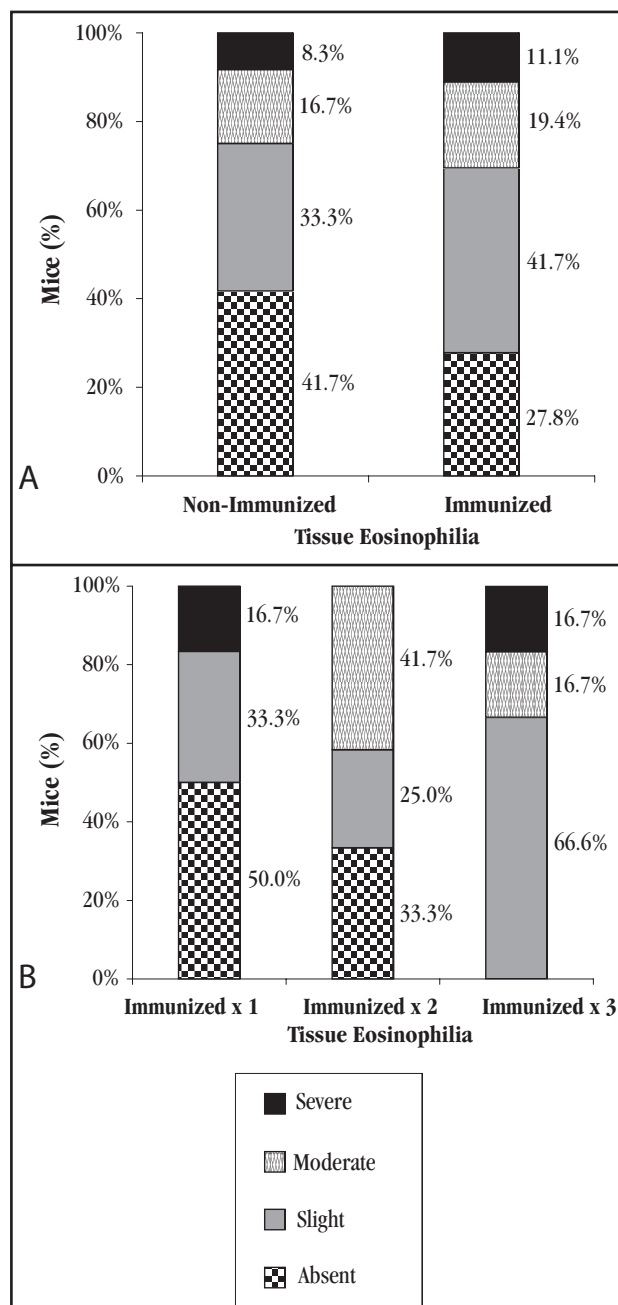 100%
80%
60%
40%
20%
0%
Mice (%)
8.3%
16.7%
33.3%
41.7%
11.1%
19.4%
41.7%
27.8%
A
Non-Immunized Immunized
Tissue Eosinophilia
100%
80%
60%
40%
20%
0%
Mice (%)
16.7%
33.3%
50.0%
41.7%
25.0%
33.3%
16.7%
16.7%
66.6%
B
Immunized x 1 Immunized x 2 Immunized x 3
Tissue Eosinophilia
Severe
Moderate
Slight
Absent